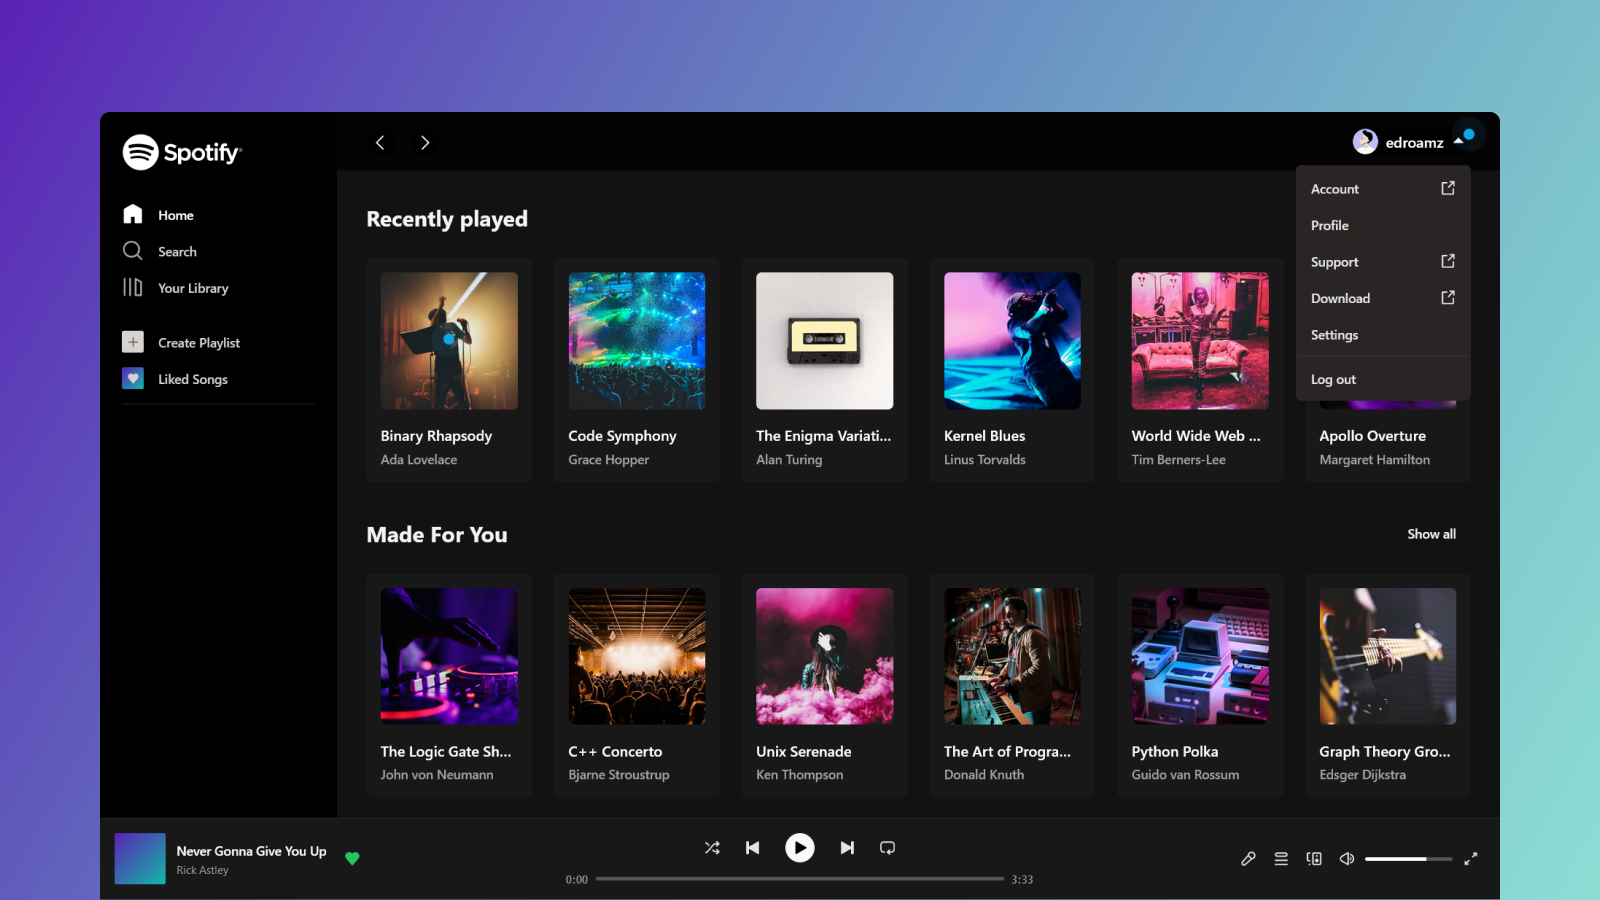 Spotify®
edroamz
Home
Search
Your Library
Create Playlist
Liked Songs
Account
Profile
Support
Download
Settings
Log out
Recently played
Binary Rhapsody
Ada Lovelace
Code Symphony
Grace Hopper
The Enigma Variati...
Alan Turing
Kernel Blues
Linus Torvalds
World Wide Web ...
Tim Berners-Lee
Apollo Overture
Margaret Hamilton
Made For You
Show all
The Logic Gate Sh...
John von Neumann
C++ Concerto
Bjarne Stroustrup
Unix Serenade
Ken Thompson
The Art of Progra...
Donald Knuth
Python Polka
Guido van Rossum
Graph Theory Gro...
Edsger Dijkstra
Never Gonna Give You Up
Rick Astley
0:00
3:33